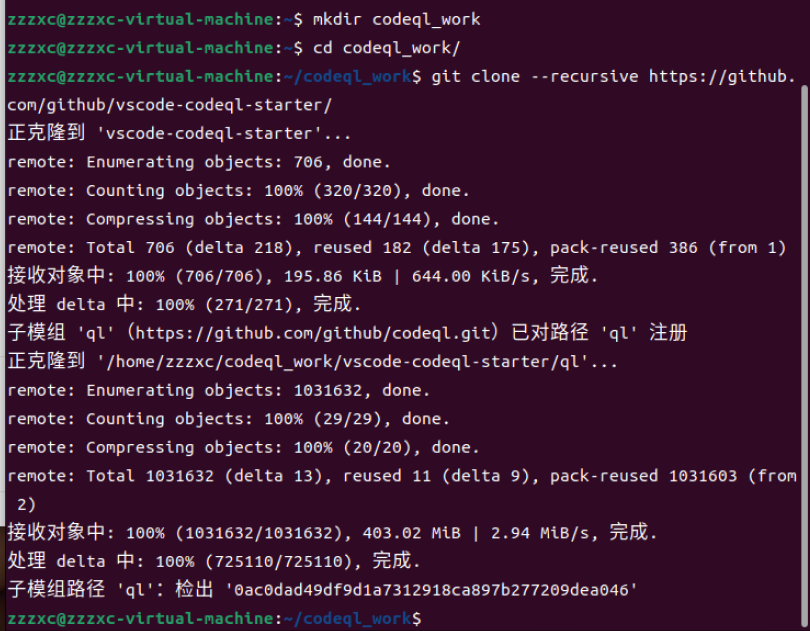 zzzxc@zzzxc-virtual-machine:~$ mkdir codeql_work
zzzxc@zzzxc-virtual-machine:~$ cd codeql_work/
zzzxc@zzzxc-virtual-machine:~/codeql_work$ git clone --recursive https://github.
com/github/vscode-codeql-starter/
正克隆到 'vscode-codeql-starter'...
remote: Enumerating objects: 706, done.
remote: Counting objects: 100% (320/320), done.
remote: Compressing objects: 100% (144/144), done.
remote: Total 706 (delta 218), reused 182 (delta 175), pack-reused 386 (from 1)
接收对象中: 100% (706/706), 195.86 KiB | 644.00 KiB/s, 完成.
处理 delta 中: 100% (271/271), 完成.
子模组 'ql'（https://github.com/github/codeql.git）已对路径 'ql' 注册
正克隆到 '/home/zzzxc/codeql_work/vscode-codeql-starter/ql'...
remote: Enumerating objects: 1031632, done.
remote: Counting objects: 100% (29/29), done.
remote: Compressing objects: 100% (20/20), done.
remote: Total 1031632 (delta 13), reused 11 (delta 9), pack-reused 1031603 (from
 2)
接收对象中: 100% (1031632/1031632), 403.02 MiB | 2.94 MiB/s, 完成.
处理 delta 中: 100% (725110/725110), 完成.
子模组路径 'ql'：检出 '0ac0dad49df9d1a7312918ca897b277209dea046'
zzzxc@zzzxc-virtual-machine:~/codeql_work$